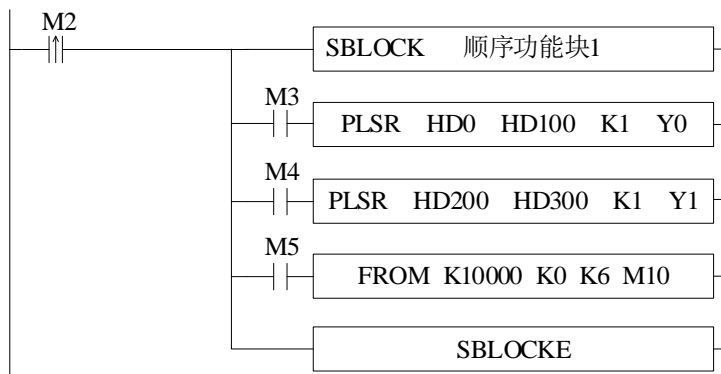 M2
SBLOCK 顺序功能块1
M3
PLSR HD0 HD100 K1 Y0
M4
PLSR HD200 HD300 K1 Y1
M5
FROM K10000 K0 K6 M10
SBLOCKE